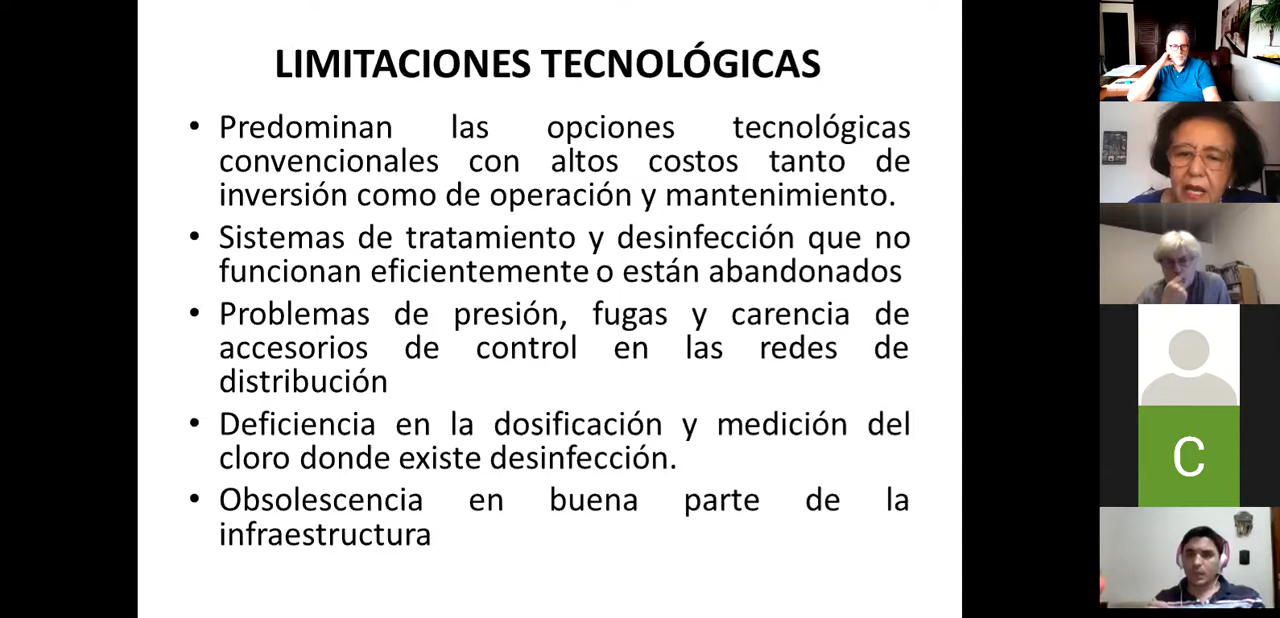 LIMITACIONES TECNOLÓGICAS
• Predominan las opciones tecnológicas
convencionales con altos costos tanto de
inversión como de operación y mantenimiento.
• Sistemas de tratamiento y desinfección que no
funcionan eficientemente o están abandonados
• Problemas de presión, fugas y carencia de
accesorios de control en las redes de
distribución
• Deficiencia en la dosificación y medición del
cloro donde existe desinfección.
• Obsolescencia en buena parte de la
infraestructura
C